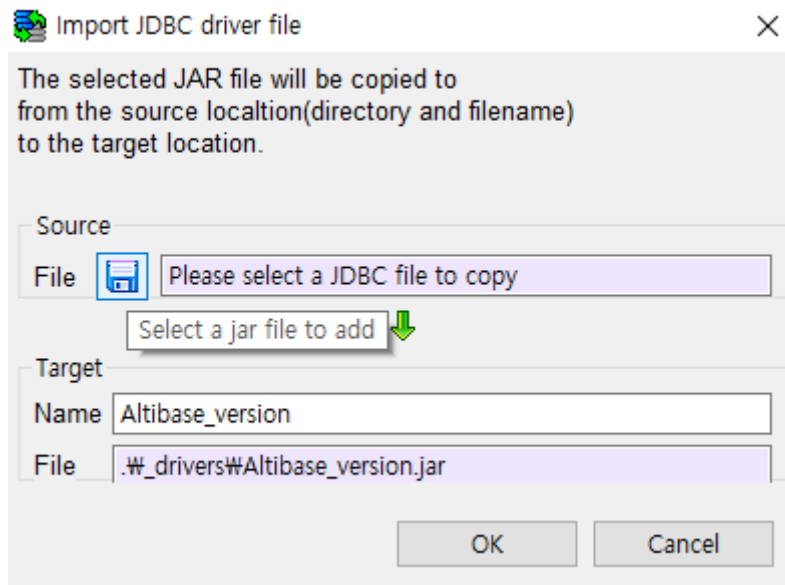 Import JDBC driver file
The selected JAR file will be copied to
from the source localtion(directory and filename)
to the target location.
Source
File Please select a JDBC file to copy
Select a jar file to add
Target
Name Altibase_version
File .₩_drivers₩Altibase_version.jar
OK Cancel